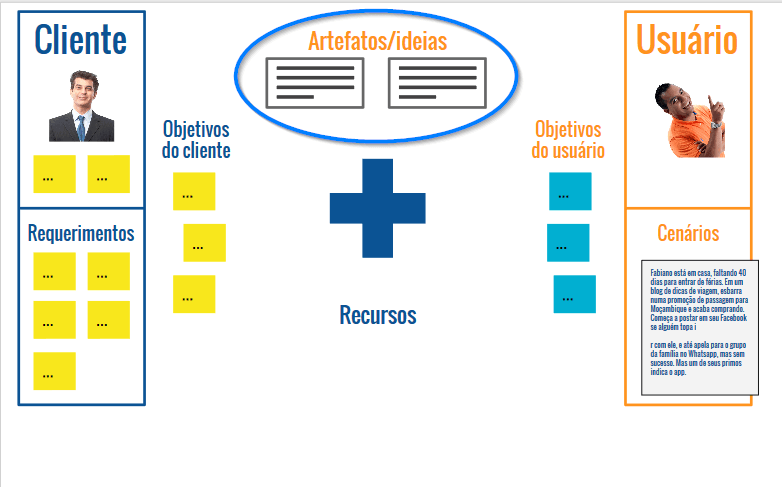 Cliente
...
...
Requerimentos
...
...
...
...
...
Objetivos
do cliente
...
...
...
Artefatos/ideias
Recursos
Objetivos
do usuário
...
...
...
Usuário
Cenários
Fabiano está em casa, faltando 40
dias para entrar de férias. Em um
blog de dicas de viagem, esbarra
numa promoção de passagem para
Moçambique e acaba comprando.
Começa a postar em seu Facebook
se alguém topa i
r com ele, e até apela para o grupo
da família no Whatsapp, mas sem
sucesso. Mas um de seus primos
indica o app.